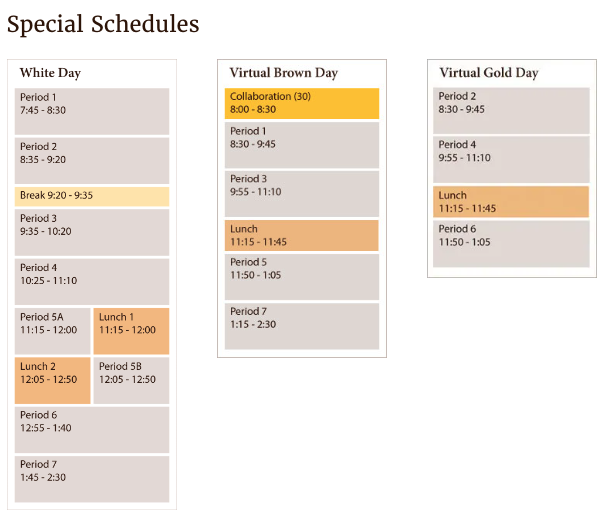 Special Schedules
White Day
Period 1
7:45 - 8:30
Period 2
8:35 - 9:20
Break 9:20 - 9:35
Period 3
9:35 - 10:20
Period 4
10:25 - 11:10
Period 5A
11:15 - 12:00
Lunch 1
11:15 - 12:00
Lunch 2
12:05 - 12:50
Period 5B
12:05 - 12:50
Period 6
12:55 - 1:40
Period 7
1:45 - 2:30
Virtual Brown Day
Collaboration (30)
8:00 - 8:30
Period 1
8:30 - 9:45
Period 3
9:55 - 11:10
Lunch
11:15 - 11:45
Period 5
11:50 - 1:05
Period 7
1:15 - 2:30
Virtual Gold Day
Period 2
8:30 - 9:45
Period 4
9:55 - 11:10
Lunch
11:15 - 11:45
Period 6
11:50 - 1:05